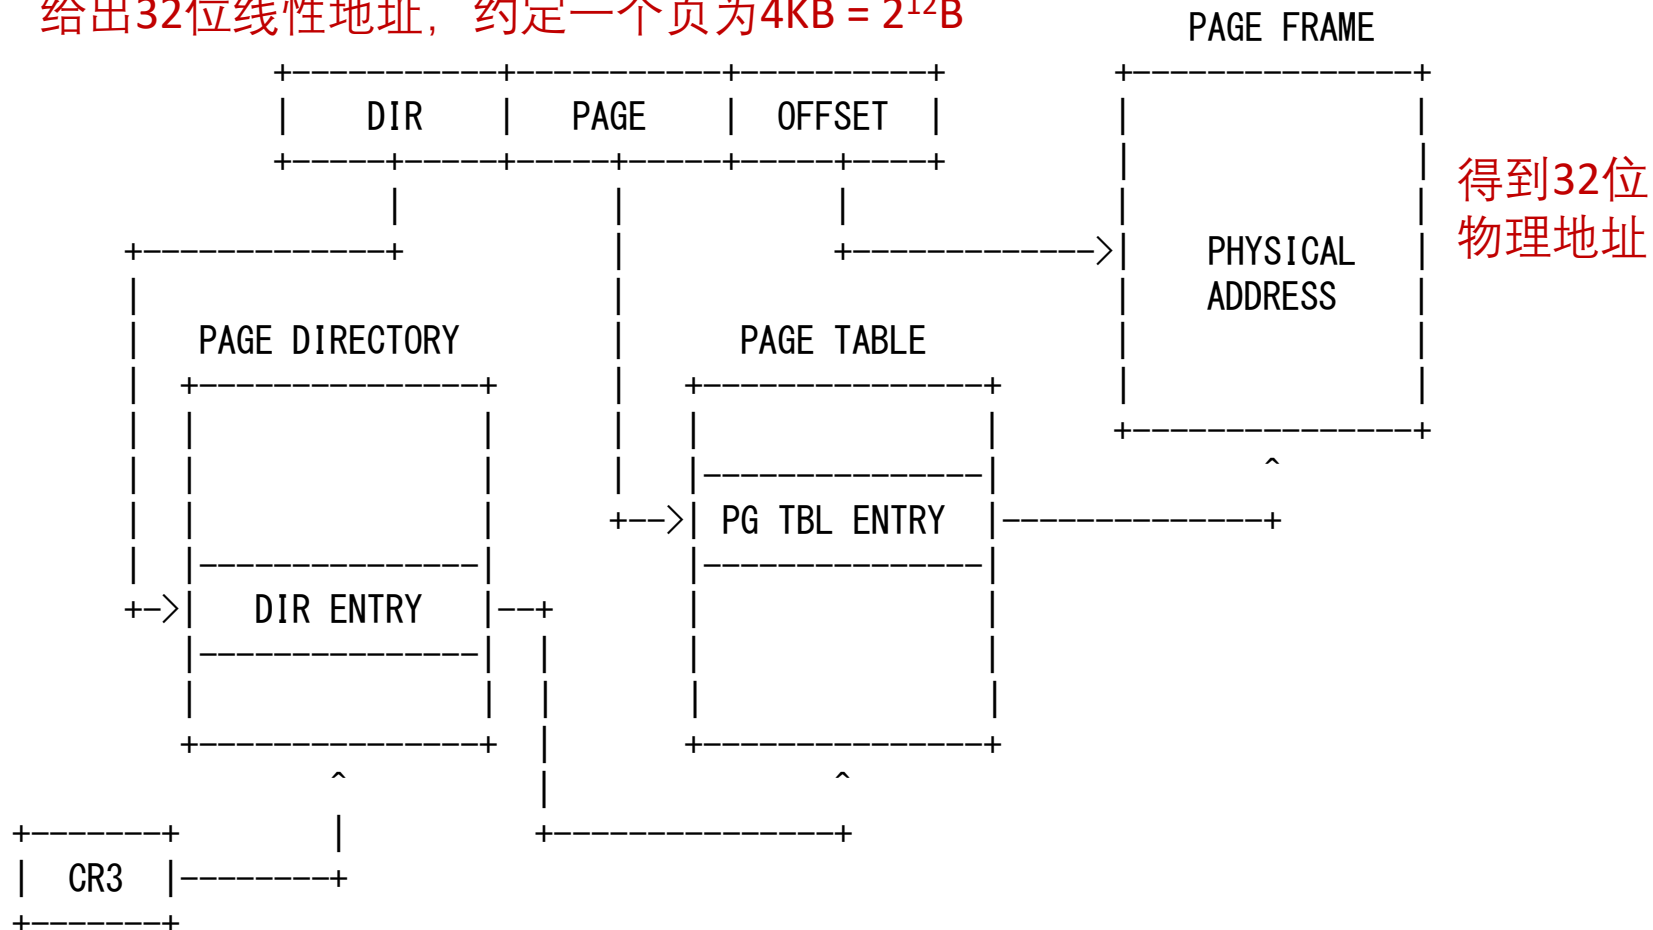 给出32位线性地址，约定一个页为4KB = 2¹²B
PAGE FRAME
DIR
PAGE
OFFSET
得到32位
物理地址
PHYSICAL
ADDRESS
PAGE DIRECTORY
PAGE TABLE
PG TBL ENTRY
DIR ENTRY
CR3